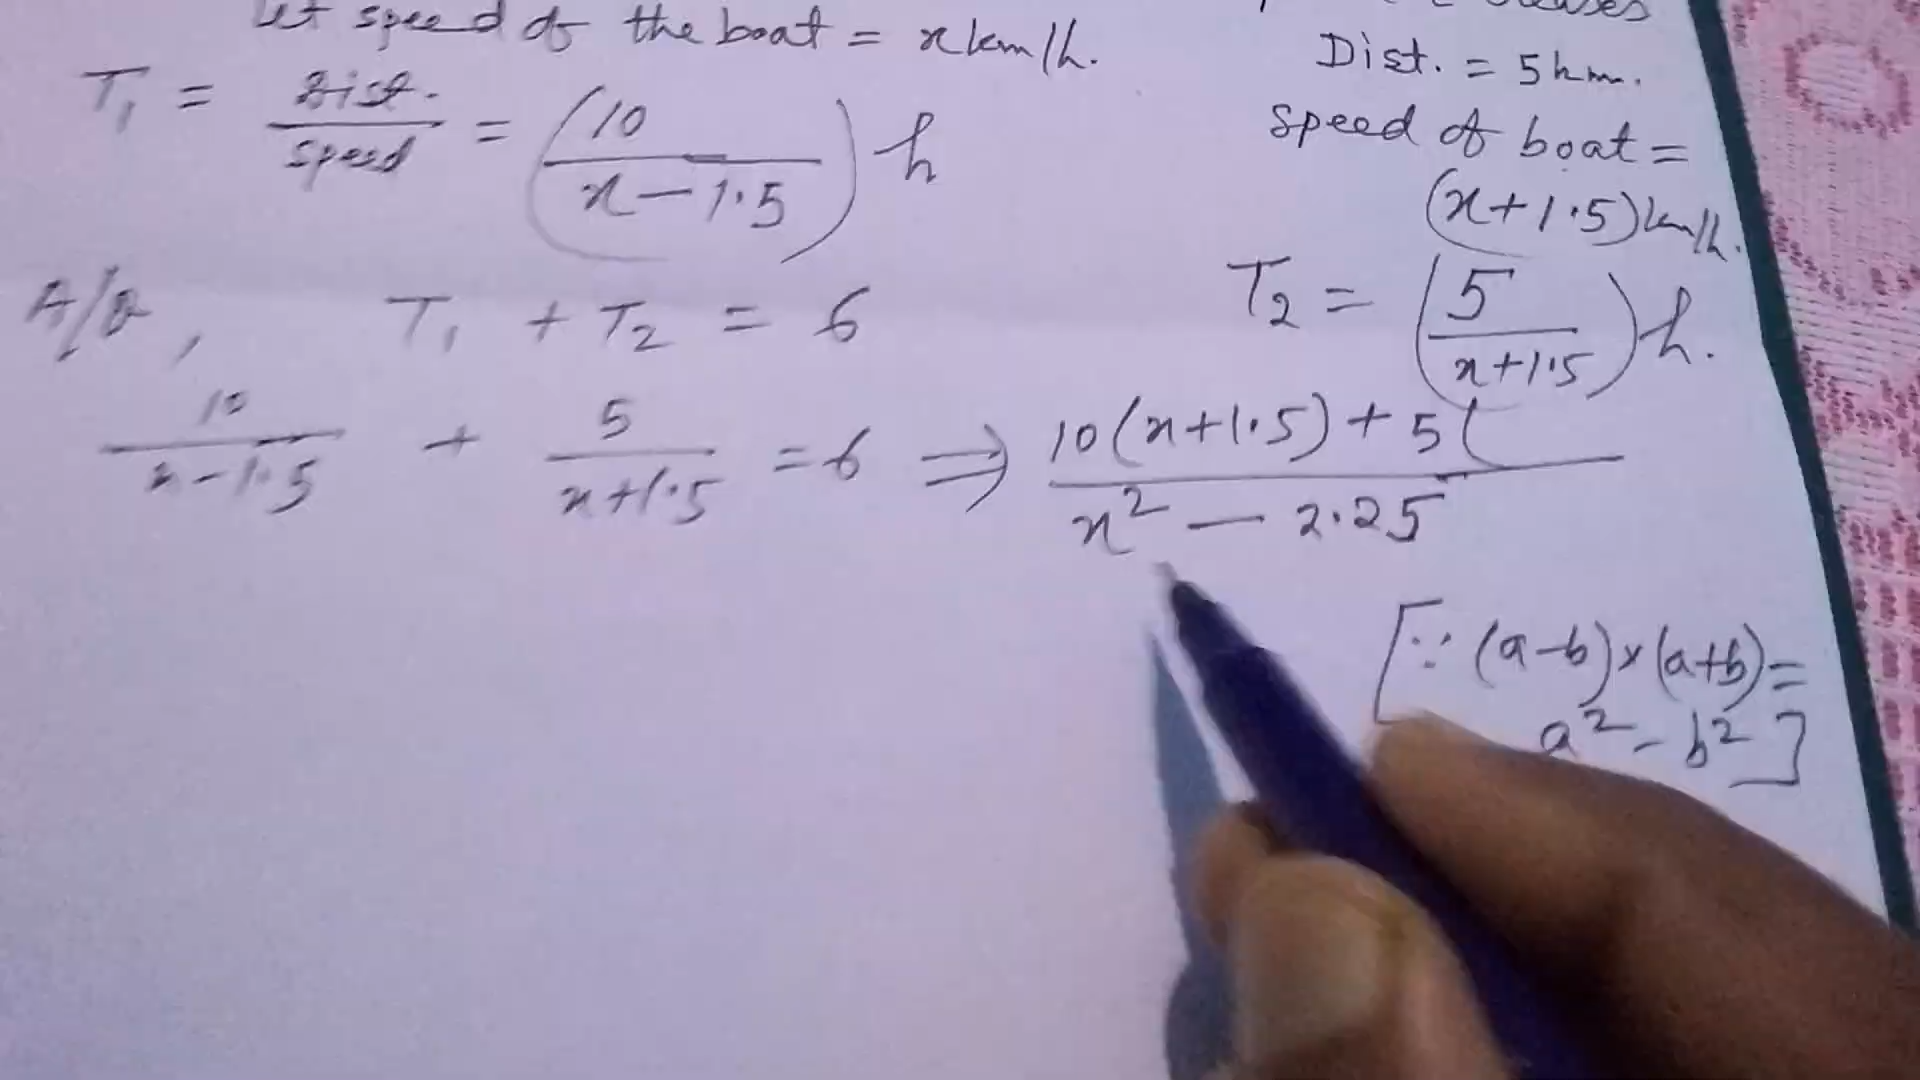 Let speed of the boat = x km/h.
T₁ = Dist./speed = (10/(x-1.5)) h
Dist. = 5 km.
speed of boat =
(x+1.5) km/h.
T₂ = (5/(x+1.5)) h.
A/Q, T₁ + T₂ = 6
10/(x-1.5) + 5/(x+1.5) = 6 ⇒ 10(x+1.5) + 5(
x² - 2.25
[∵ (a-b)×(a+b) =
a² - b²]